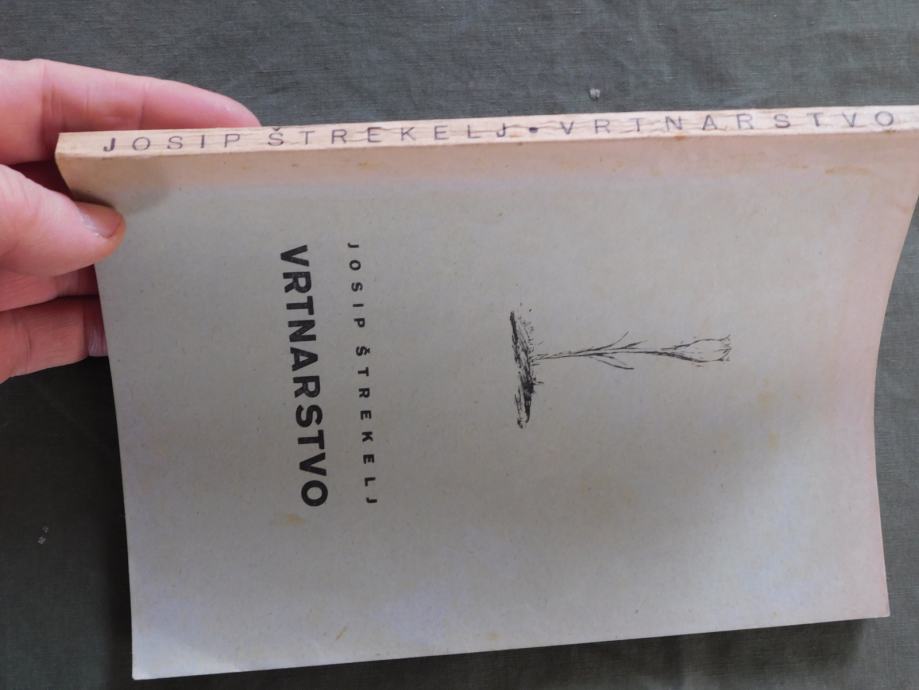 JOSIP ŠTREKELJ • VRTNARSTVO
JOSIP ŠTREKELJ
VRTNARSTVO